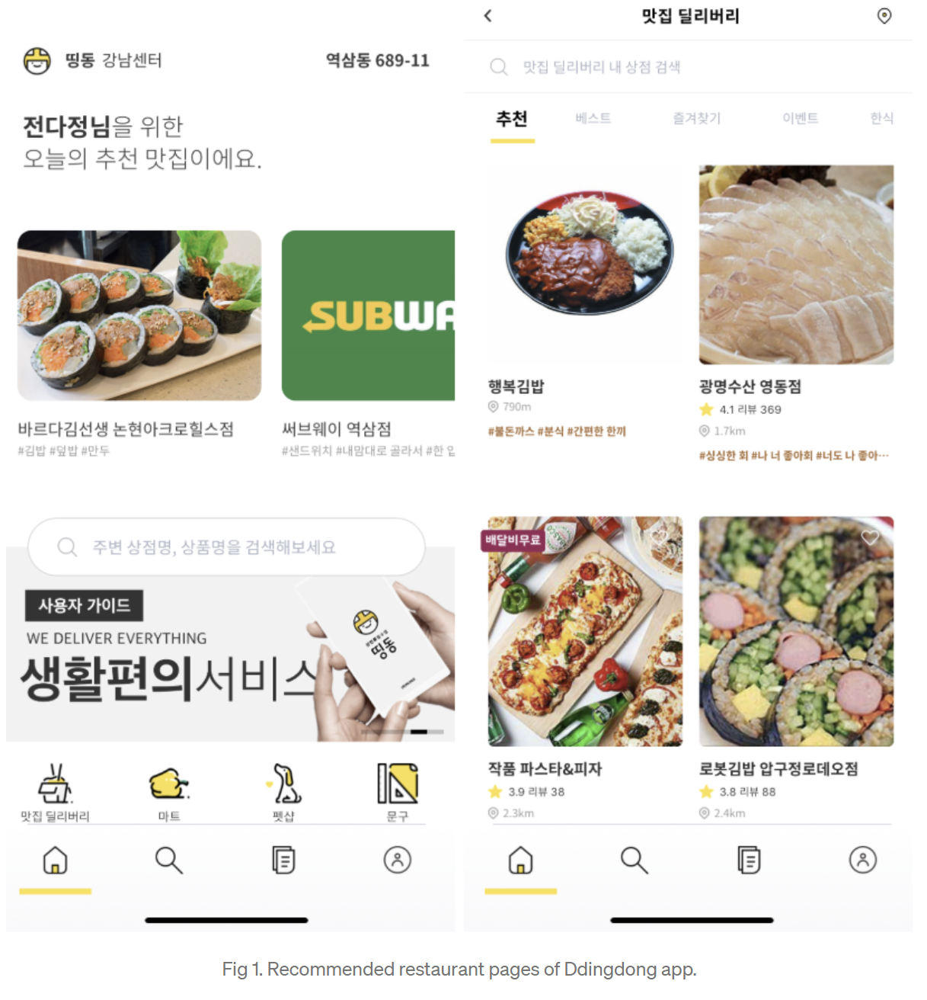 띵동 강남센터
역삼동 689-11
전다정님을 위한
오늘의 추천 맛집이에요.
SUBWA
바르다김선생 논현아크로힐스점
#김밥 #덮밥 #만두
써브웨이 역삼점
#샌드위치 #내맘대로 골라서 #한 입
주변 상점명, 상품명을 검색해보세요
사용자 가이드
WE DELIVER EVERYTHING
생활편의서비스
띵동
맛집 딜리버리
마트
펫샵
문구
맛집 딜리버리
맛집 딜리버리 내 상점 검색
추천
베스트
즐겨찾기
이벤트
한식
행복김밥
790m
#불돈까스 #분식 #간편한 한끼
광명수산 영동점
4.1 리뷰 369
1.7km
#싱싱한 회 #나 너 좋아회 #너도 나 좋아…
배달비무료
TABASCO
작품 파스타&피자
3.9 리뷰 38
2.3km
로봇김밥 압구정로데오점
3.8 리뷰 88
2.4km
Fig 1. Recommended restaurant pages of Ddingdong app.